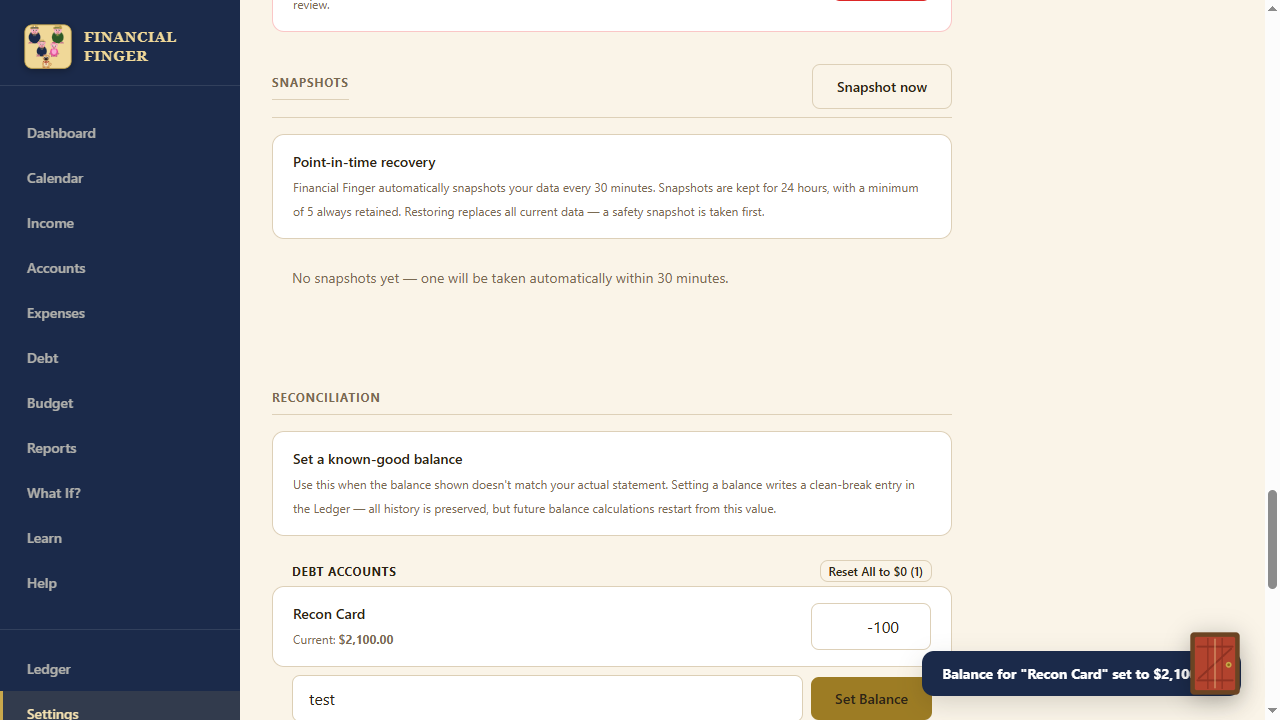 FINANCIAL
FINGER
Dashboard
Calendar
Income
Accounts
Expenses
Debt
Budget
Reports
What If?
Learn
Help
Ledger
Settings
review.
SNAPSHOTS
Snapshot now
Point-in-time recovery
Financial Finger automatically snapshots your data every 30 minutes. Snapshots are kept for 24 hours, with a minimum
of 5 always retained. Restoring replaces all current data — a safety snapshot is taken first.
No snapshots yet — one will be taken automatically within 30 minutes.
RECONCILIATION
Set a known-good balance
Use this when the balance shown doesn't match your actual statement. Setting a balance writes a clean-break entry in
the Ledger — all history is preserved, but future balance calculations restart from this value.
DEBT ACCOUNTS
Reset All to $0 (1)
Recon Card
Current: $2,100.00
-100
test
Set Balance
Balance for "Recon Card" set to $2,10